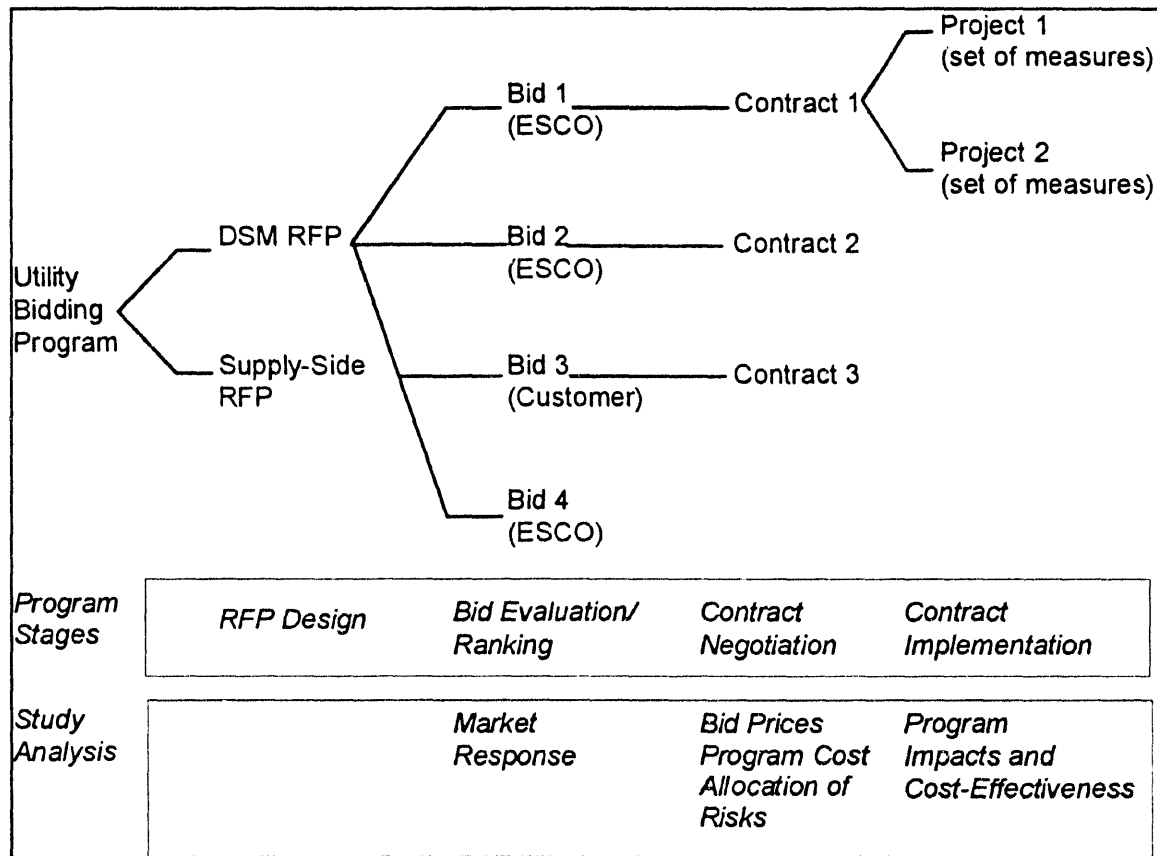 Project 1
(set of measures)
Bid 1
(ESCO)
Contract 1
Project 2
(set of measures)
DSM RFP
Bid 2
(ESCO)
Contract 2
Utility
Bidding
Program
Supply-Side
RFP
Bid 3
(Customer)
Contract 3
Bid 4
(ESCO)
Program
Stages
RFP Design
Bid Evaluation/
Ranking
Contract
Negotiation
Contract
Implementation
Study
Analysis
Market
Response
Bid Prices
Program Cost
Allocation of
Risks
Program
Impacts and
Cost-Effectiveness